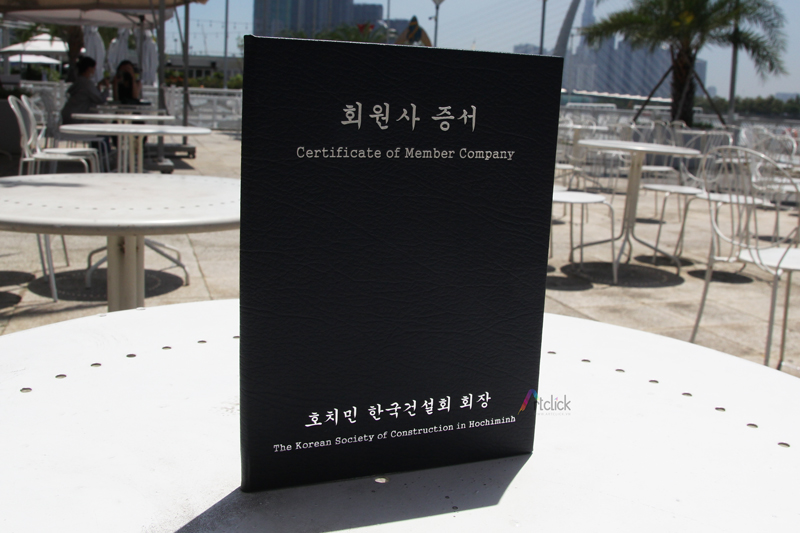 회원사 증서
Certificate of Member Company
호치민 한국건설회 회장
The Korean Society of Construction in Hochiminh
Artclick